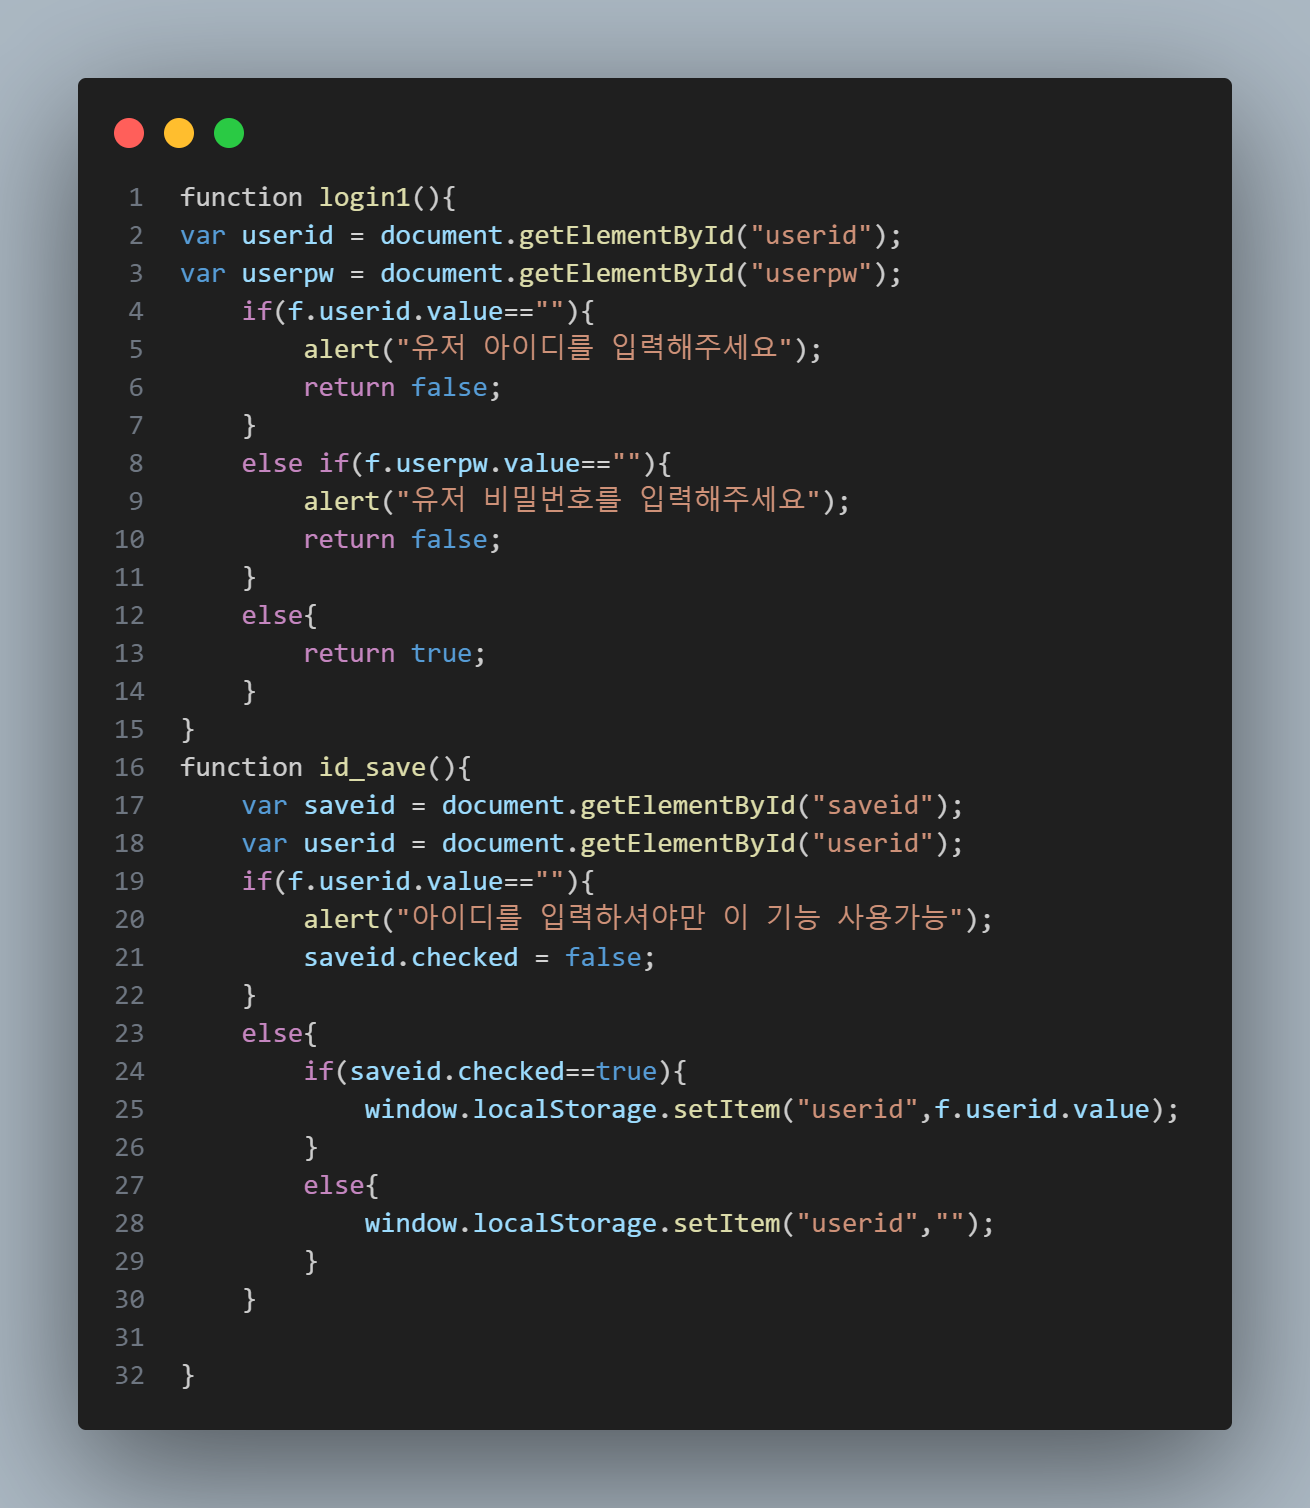 1 function login1(){
2 var userid = document.getElementById("userid");
3 var userpw = document.getElementById("userpw");
4     if(f.userid.value==""){
5         alert("유저 아이디를 입력해주세요");
6         return false;
7     }
8     else if(f.userpw.value==""){
9         alert("유저 비밀번호를 입력해주세요");
10         return false;
11     }
12     else{
13         return true;
14     }
15 }
16 function id_save(){
17     var saveid = document.getElementById("saveid");
18     var userid = document.getElementById("userid");
19     if(f.userid.value==""){
20         alert("아이디를 입력하셔야만 이 기능 사용가능");
21         saveid.checked = false;
22     }
23     else{
24         if(saveid.checked==true){
25             window.localStorage.setItem("userid",f.userid.value);
26         }
27         else{
28             window.localStorage.setItem("userid","");
29         }
30     }
31
32 }